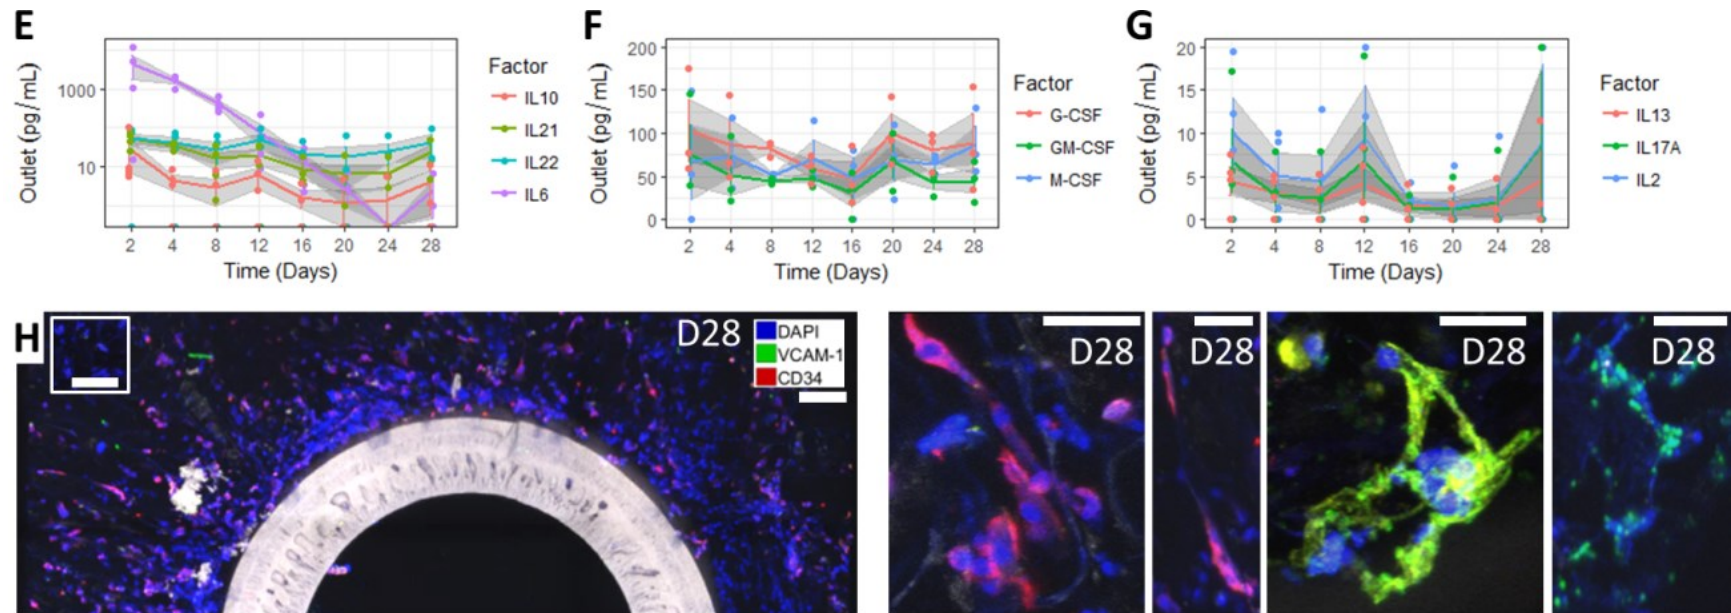 E
Outlet (pg/mL)
1000
10
2 4 8 12 16 20 24 28
Time (Days)
Factor
IL10
IL21
IL22
IL6
F
Outlet (pg/mL)
200
150
100
50
0
2 4 8 12 16 20 24 28
Time (Days)
Factor
G-CSF
GM-CSF
M-CSF
G
Outlet (pg/mL)
20
15
10
5
0
2 4 8 12 16 20 24 28
Time (Days)
Factor
IL13
IL17A
IL2
H
D28
DAPI
VCAM-1
CD34
D28
D28
D28
D28